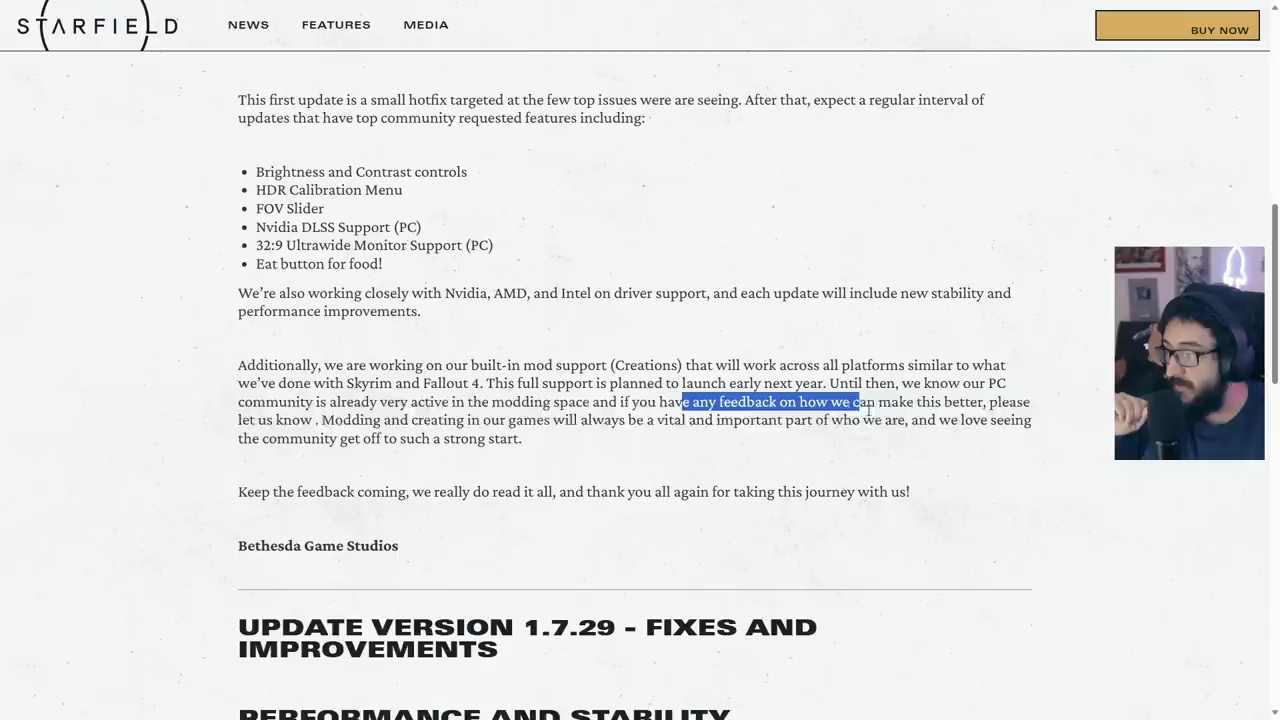 STARFIELD
NEWS
FEATURES
MEDIA
BUY NOW
This first update is a small hotfix targeted at the few top issues were are seeing. After that, expect a regular interval of
updates that have top community requested features including:
• Brightness and Contrast controls
• HDR Calibration Menu
• FOV Slider
• Nvidia DLSS Support (PC)
• 32:9 Ultrawide Monitor Support (PC)
• Eat button for food!
We're also working closely with Nvidia, AMD, and Intel on driver support, and each update will include new stability and
performance improvements.
Additionally, we are working on our built-in mod support (Creations) that will work across all platforms similar to what
we've done with Skyrim and Fallout 4. This full support is planned to launch early next year. Until then, we know our PC
community is already very active in the modding space and if you have any feedback on how we can make this better, please
let us know . Modding and creating in our games will always be a vital and important part of who we are, and we love seeing
the community get off to such a strong start.
Keep the feedback coming, we really do read it all, and thank you all again for taking this journey with us!
Bethesda Game Studios
UPDATE VERSION 1.7.29 - FIXES AND
IMPROVEMENTS
PERFORMANCE AND STABILITY